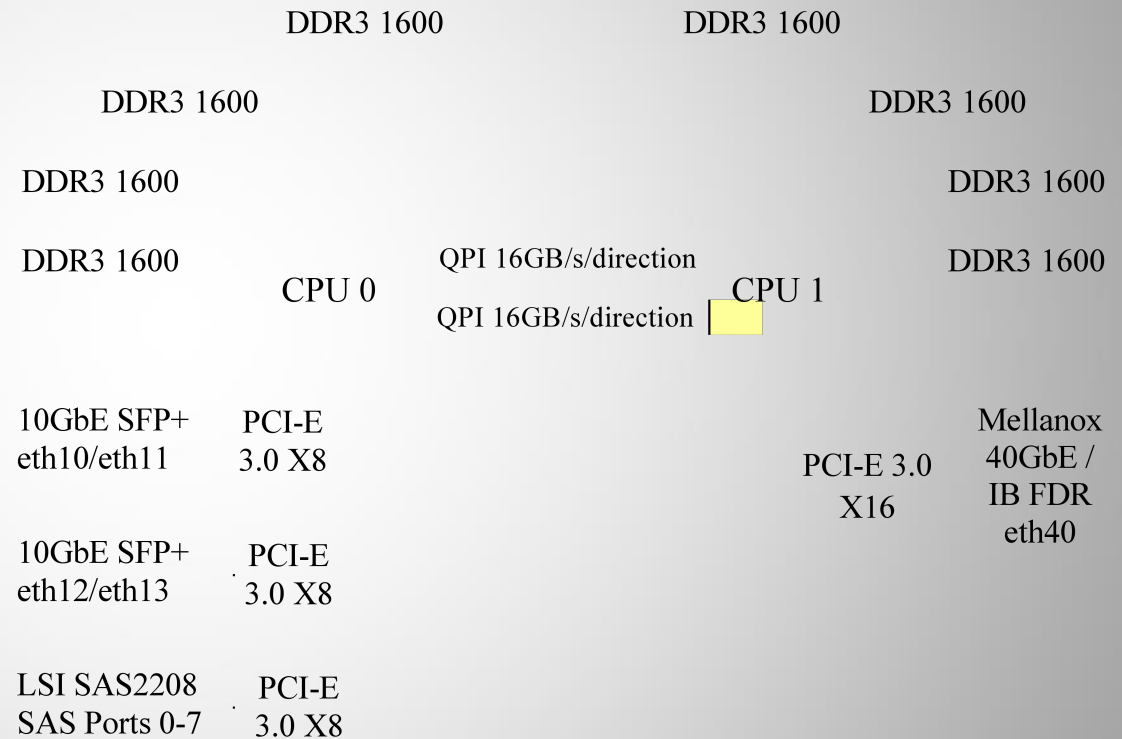 DDR3 1600
DDR3 1600
DDR3 1600
DDR3 1600
DDR3 1600
DDR3 1600
DDR3 1600
QPI 16GB/s/direction
DDR3 1600
CPU 0
CPU 1
QPI 16GB/s/direction
10GbE SFP+
eth10/eth11
PCI-E
3.0 X8
PCI-E 3.0
X16
Mellanox
40GbE /
IB FDR
eth40
10GbE SFP+
eth12/eth13
PCI-E
3.0 X8
LSI SAS2208
SAS Ports 0-7
PCI-E
3.0 X8